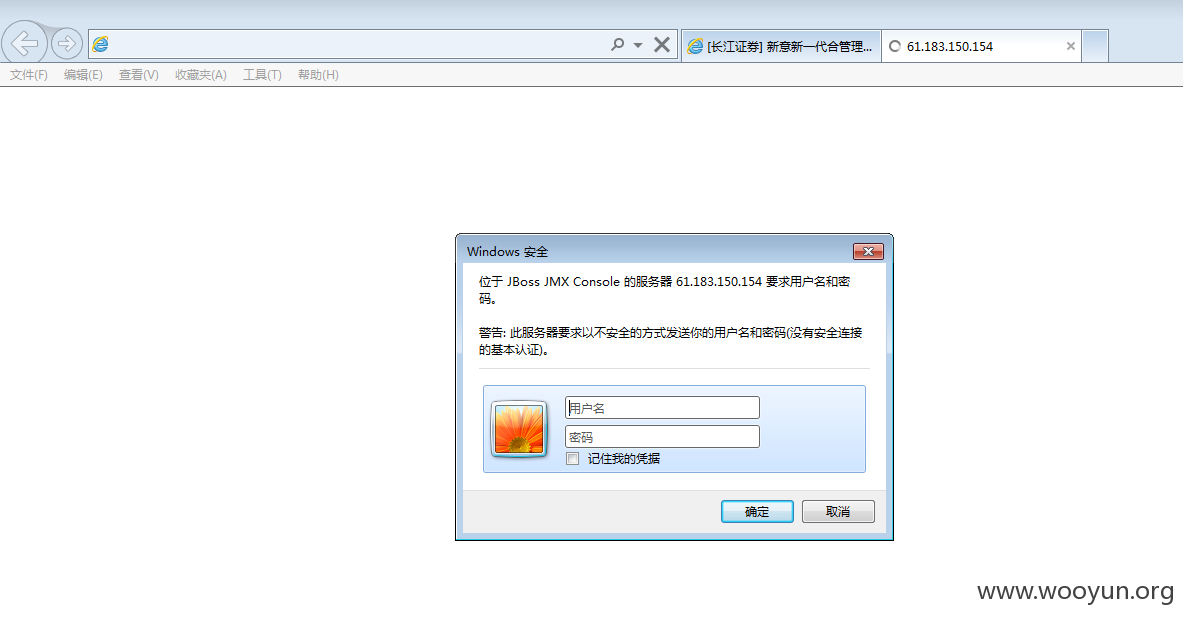 [长江证券] 新意新一代合管理...
61.183.150.154
文件(F) 编辑(E) 查看(V) 收藏夹(A) 工具(T) 帮助(H)
Windows 安全
位于 JBoss JMX Console 的服务器 61.183.150.154 要求用户名和密
码。
警告: 此服务器要求以不安全的方式发送你的用户名和密码(没有安全连接
的基本认证)。
用户名
密码
记住我的凭据
确定 取消
www.wooyun.org